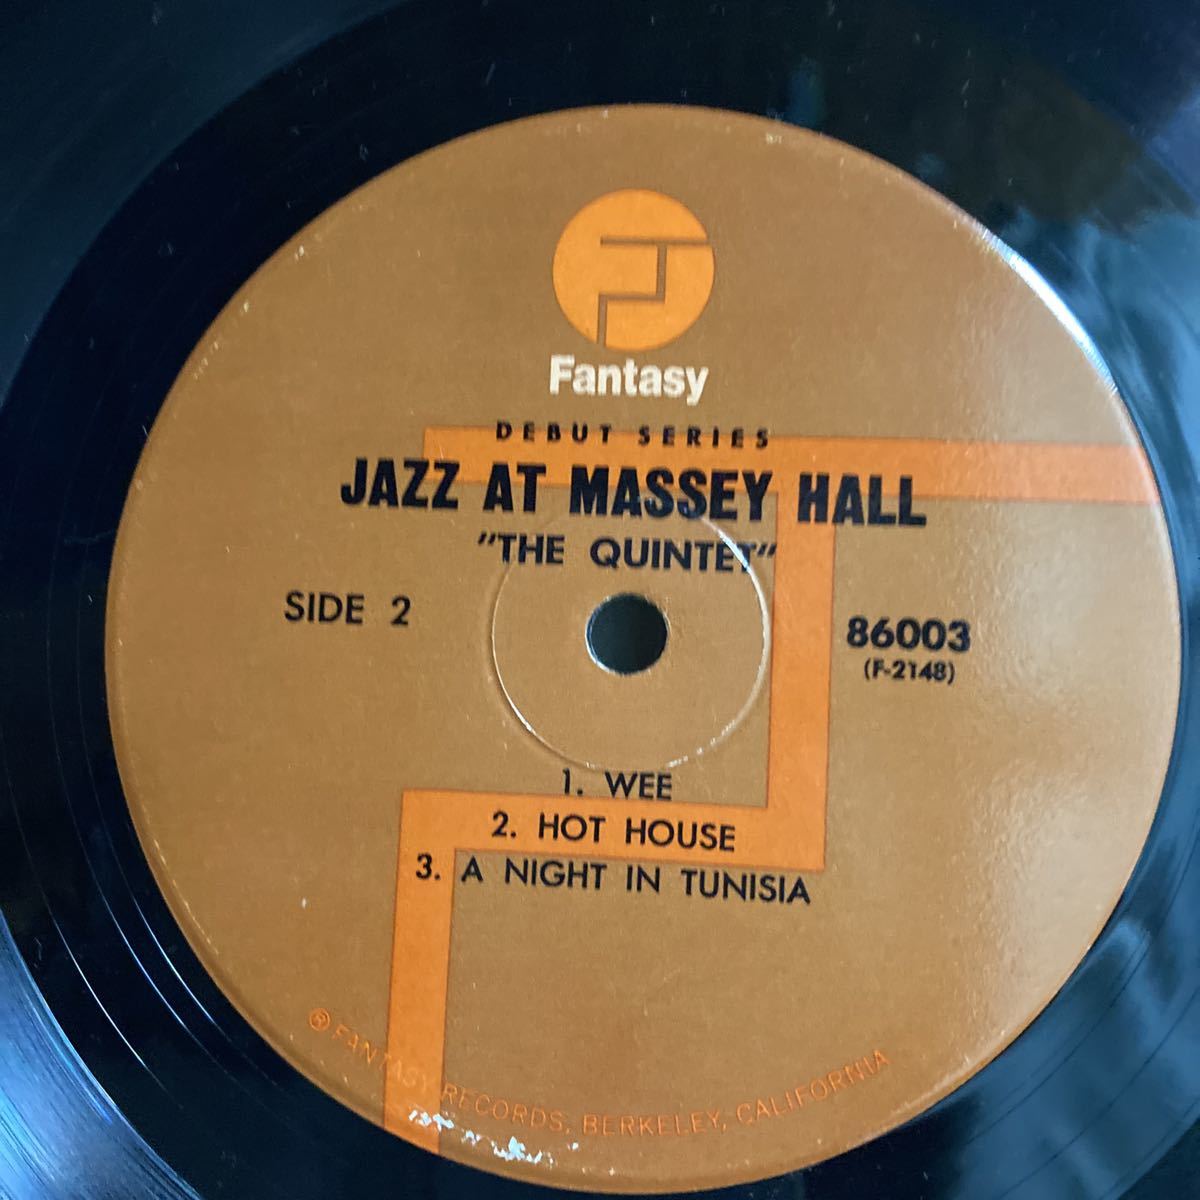 Fantasy
DEBUT SERIES
JAZZ AT MASSEY HALL
"THE QUINTET"
SIDE 2
86003
(F-2148)
1. WEE
2. HOT HOUSE
3. A NIGHT IN TUNISIA
® FANTASY RECORDS, BERKELEY, CALIFORNIA